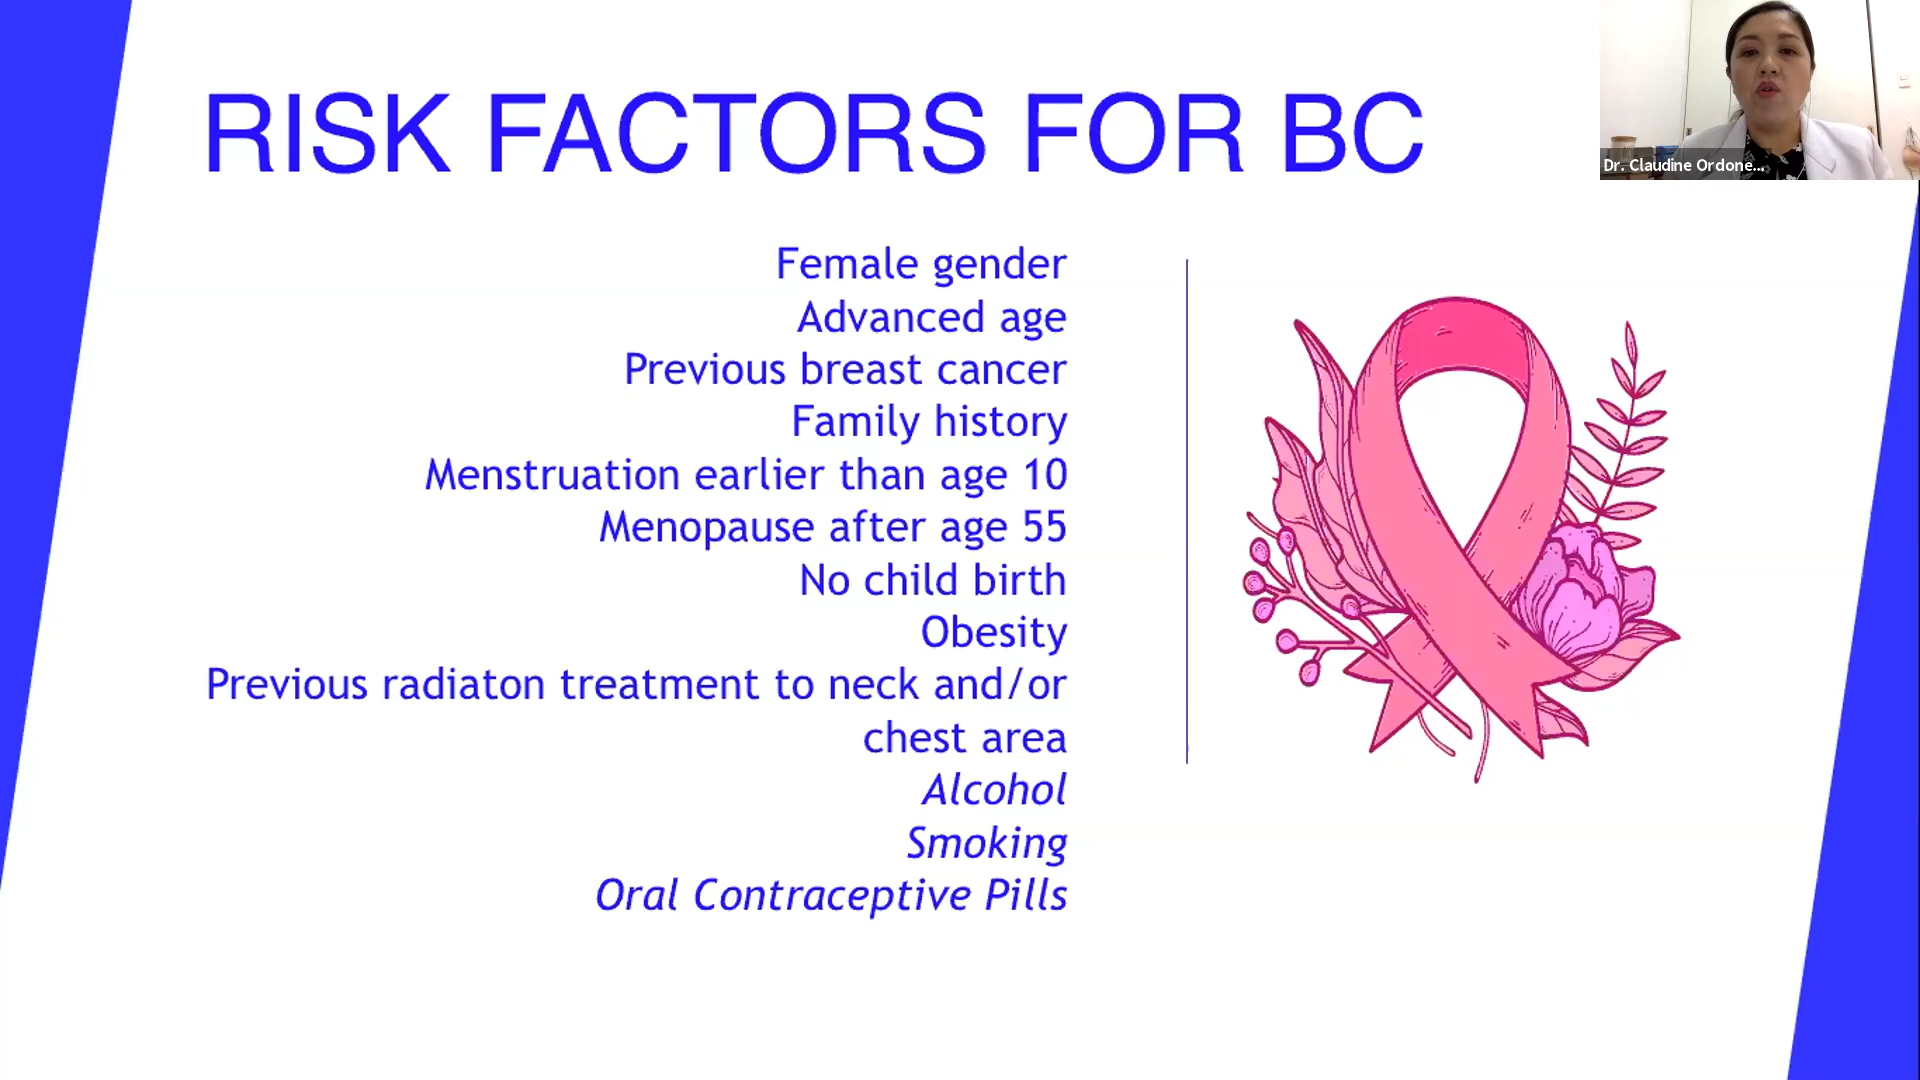 RISK FACTORS FOR BC
Dr. Claudine Ordone...
Female gender
Advanced age
Previous breast cancer
Family history
Menstruation earlier than age 10
Menopause after age 55
No child birth
Obesity
Previous radiaton treatment to neck and/or
chest area
Alcohol
Smoking
Oral Contraceptive Pills